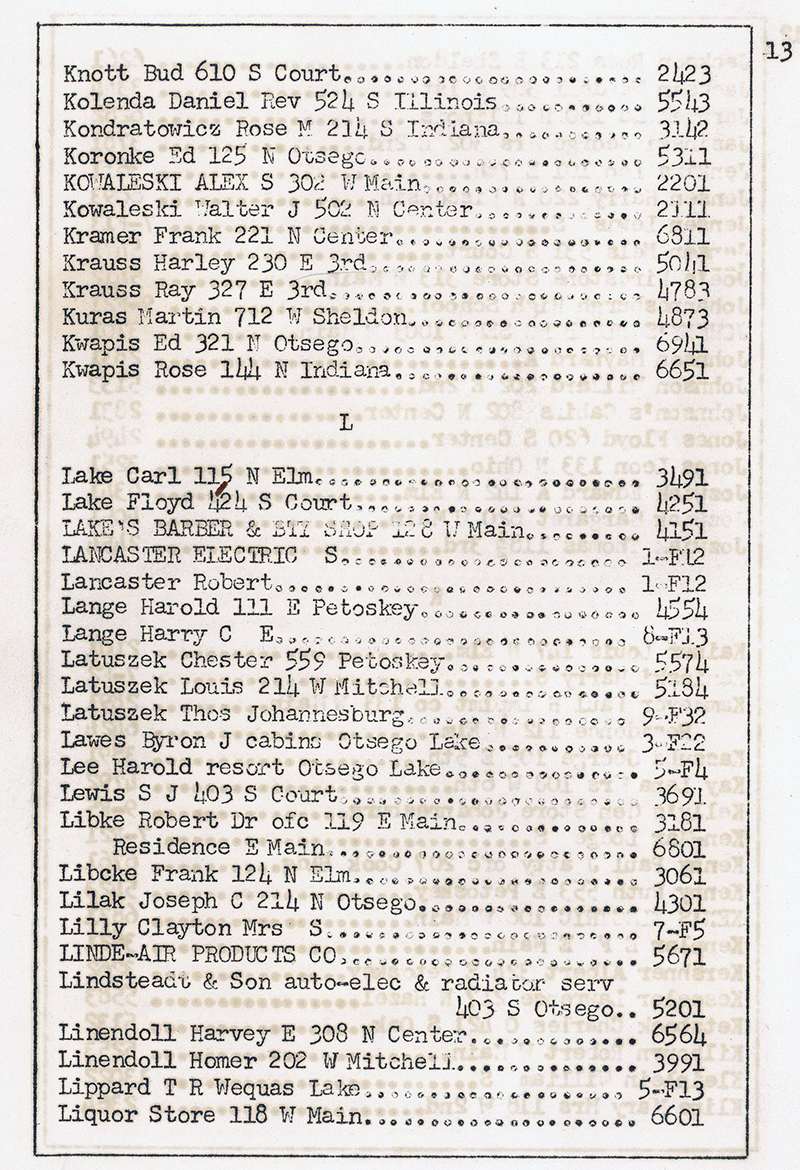 13
Knott Bud 610 S Court.................... 2423
Kolenda Daniel Rev 524 S Illinois.......... 5543
Kondratowicz Rose M 214 S Indiana.......... 3142
Koronke Ed 125 N Otsego.................... 5311
KOWALESKI ALEX S 302 W Main................ 2201
Kowaleski Walter J 502 N Center............ 2111
Kramer Frank 221 N Center.................. 6811
Krauss Harley 230 E 3rd.................... 5041
Krauss Ray 327 E 3rd....................... 4783
Kuras Martin 712 W Sheldon................. 4873
Kwapis Ed 321 N Otsego..................... 6941
Kwapis Rose 144 N Indiana.................. 6651
L
Lake Carl 115 N Elm........................ 3491
Lake Floyd 424 S Court..................... 4251
LAKE'S BARBER & BTY SHOP 128 W Main........ 4151
LANCASTER ELECTRIC S...................... 1-F12
Lancaster Robert.......................... 1-F12
Lange Harold 111 E Petoskey................ 4554
Lange Harry C E........................... 8-F13
Latuszek Chester 559 Petoskey.............. 5574
Latuszek Louis 214 W Mitchell.............. 5184
Latuszek Thos Johannesburg................ 9-F32
Lawes Byron J cabins Otsego Lake.......... 3-F22
Lee Harold resort Otsego Lake.............. 5-F4
Lewis S J 403 S Court...................... 3691
Libke Robert Dr ofc 119 E Main............. 3181
Residence E Main....................... 6801
Libcke Frank 124 N Elm..................... 3061
Lilak Joseph C 214 N Otsego................ 4301
Lilly Clayton Mrs S........................ 7-F5
LINDE-AIR PRODUCTS CO...................... 5671
Lindsteadt & Son auto-elec & radiator serv
403 S Otsego.. 5201
Linendoll Harvey E 308 N Center............ 6564
Linendoll Homer 202 W Mitchell............. 3991
Lippard T R Wequas Lake................... 5-F13
Liquor Store 118 W Main.................... 6601